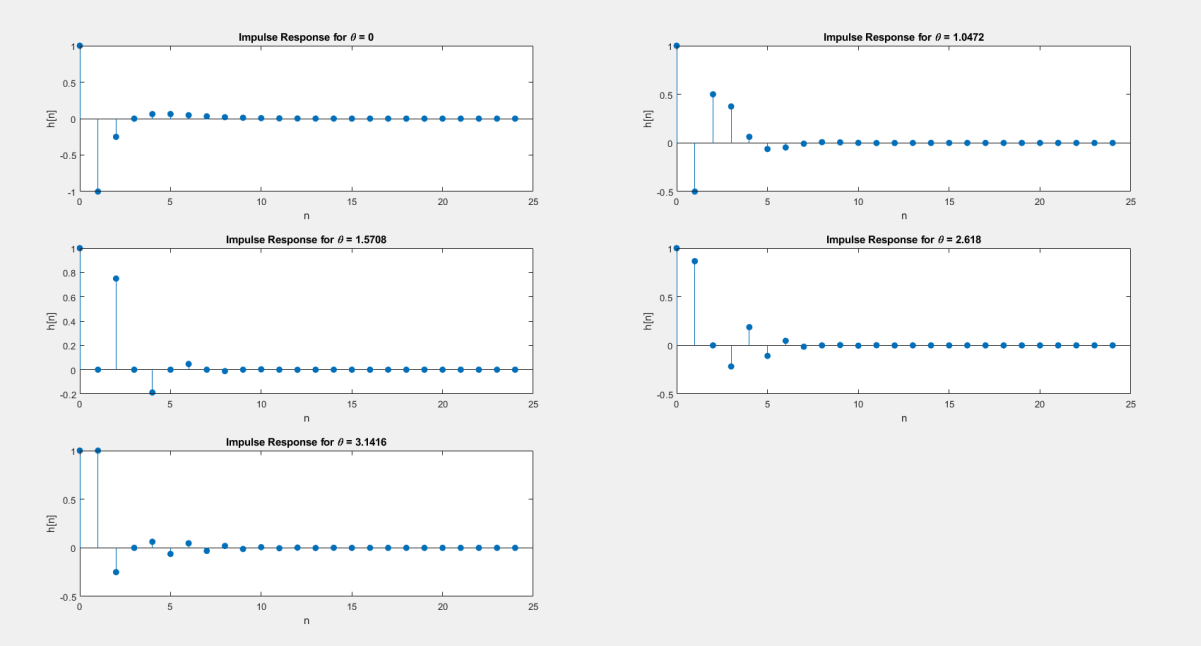 Impulse Response for θ = 0
1
0.5
0
-0.5
-1
h[n]
0 5 10 15 20 25
n
Impulse Response for θ = 1.0472
1
0.5
0
-0.5
h[n]
0 5 10 15 20 25
n
Impulse Response for θ = 1.5708
1
0.8
0.6
0.4
0.2
0
-0.2
h[n]
0 5 10 15 20 25
n
Impulse Response for θ = 2.618
1
0.5
0
-0.5
h[n]
0 5 10 15 20 25
n
Impulse Response for θ = 3.1416
1
0.5
0
-0.5
h[n]
0 5 10 15 20 25
n